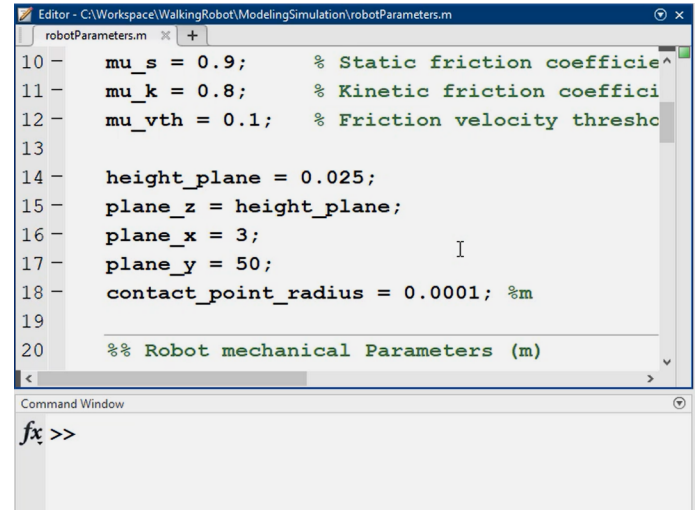 Editor - C:\Workspace\WalkingRobot\ModelingSimulation\robotParameters.m
robotParameters.m × +
10 – mu_s = 0.9; % Static friction coefficie
11 – mu_k = 0.8; % Kinetic friction coeffici
12 – mu_vth = 0.1; % Friction velocity thresho
13
14 – height_plane = 0.025;
15 – plane_z = height_plane;
16 – plane_x = 3;
17 – plane_y = 50;
18 – contact_point_radius = 0.0001; %m
19
20 %% Robot mechanical Parameters (m)
Command Window
fx >>